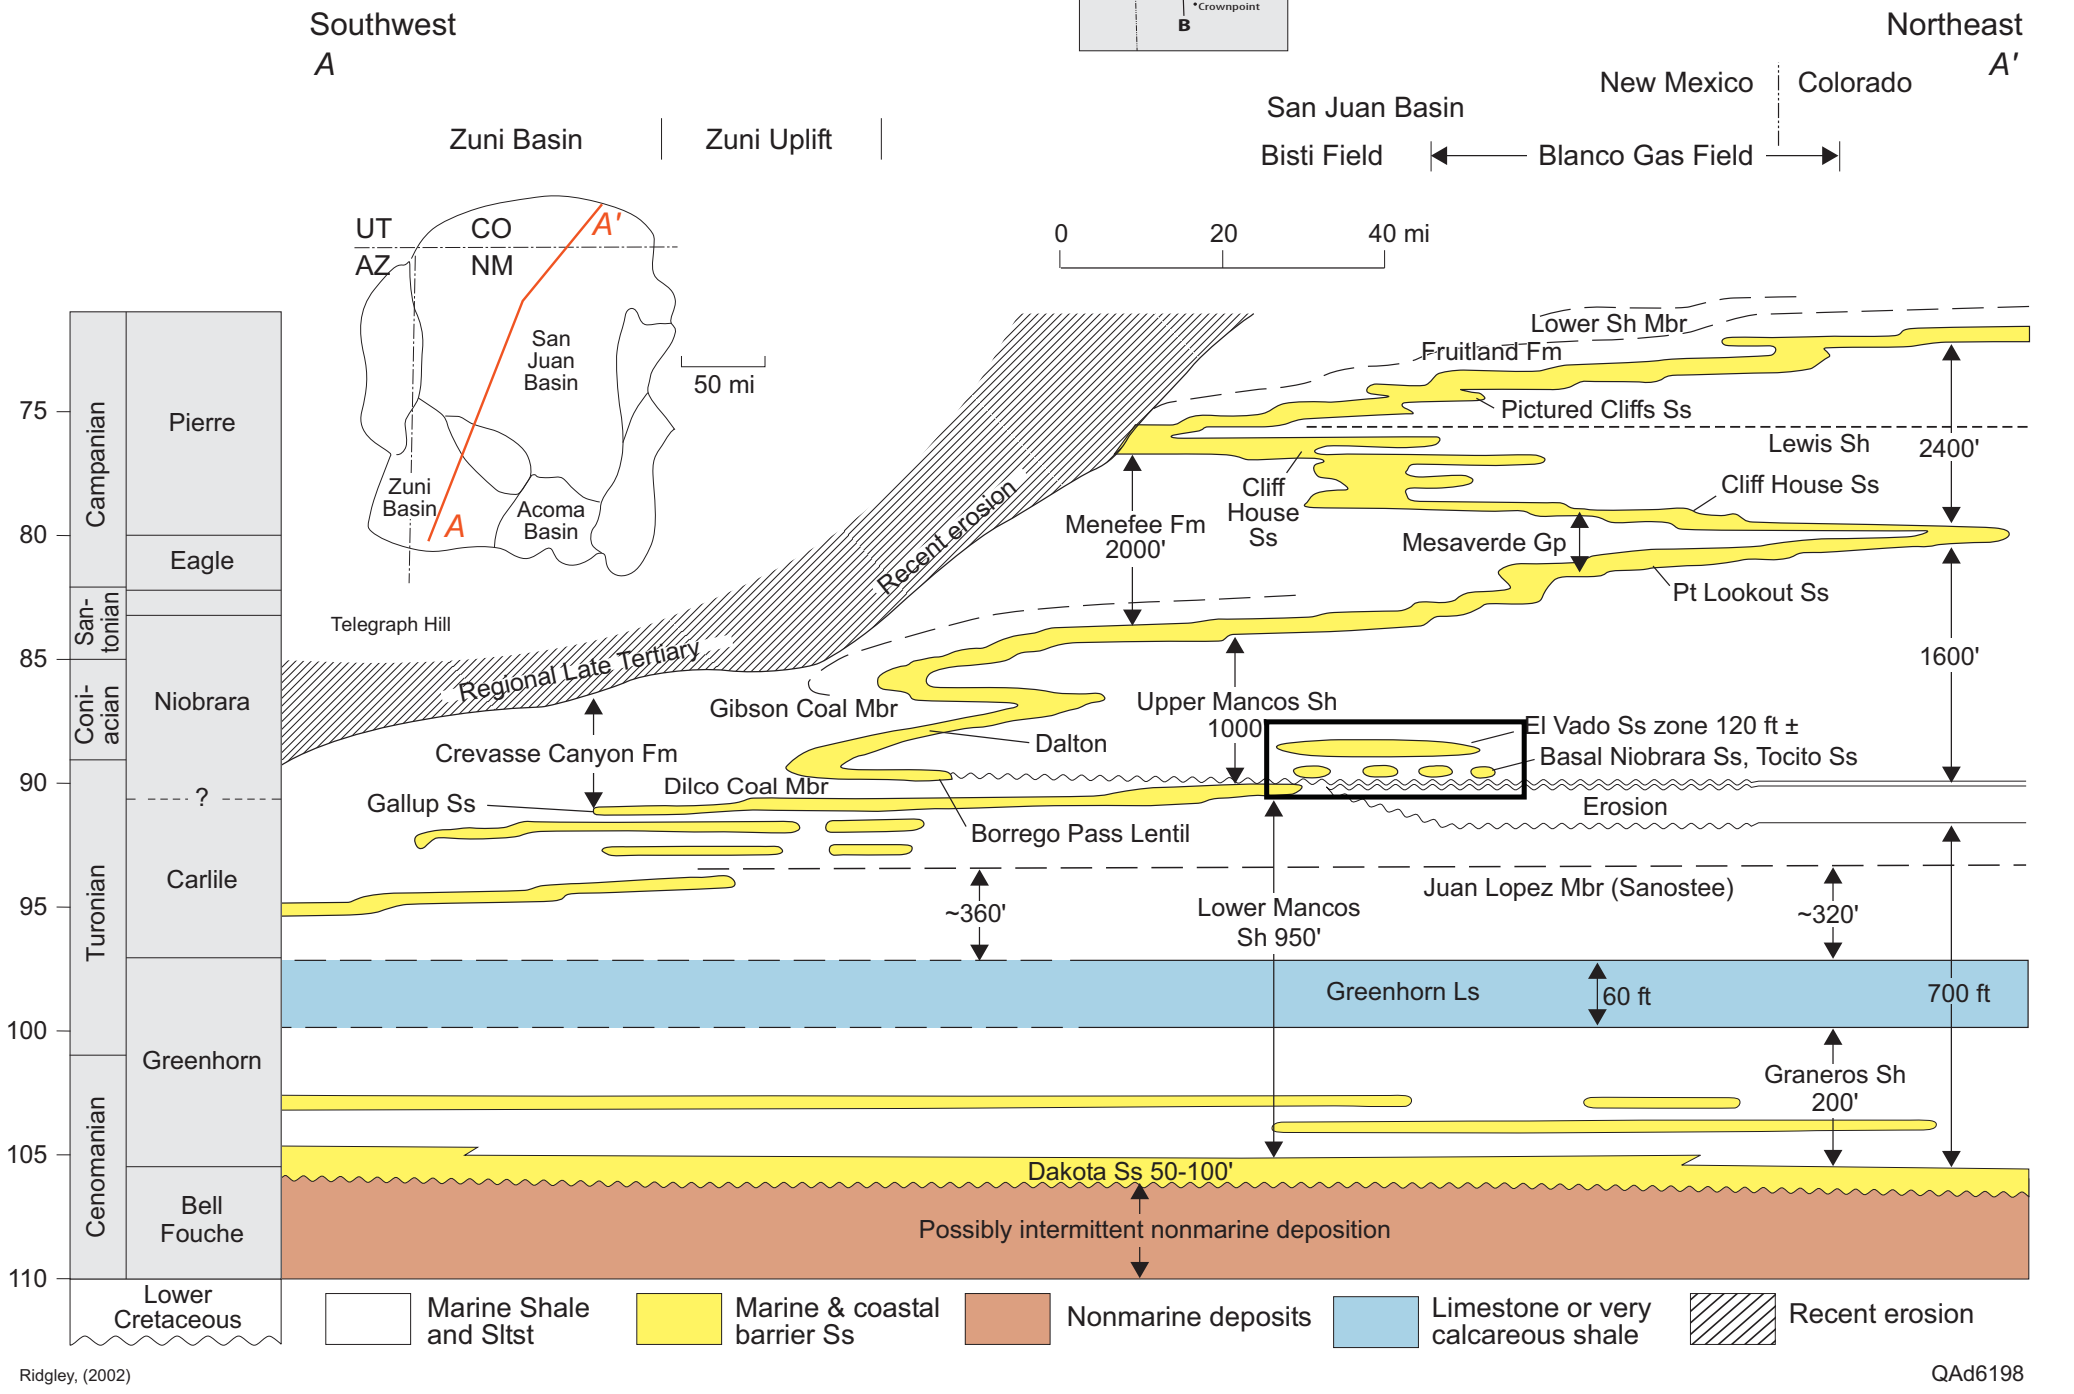 Southwest
A
•Crownpoint
B
Northeast
A'
New Mexico
Colorado
San Juan Basin
Zuni Basin
Zuni Uplift
Bisti Field
Blanco Gas Field
UT
CO
A'
AZ
NM
San
Juan
Basin
50 mi
Zuni
Basin
A
Acoma
Basin
0
20
40 mi
75
80
85
90
95
100
105
110
Campanian
San-
tonian
Coni-
acian
Turonian
Cenomanian
Pierre
Eagle
Niobrara
?
Carlile
Greenhorn
Bell
Fouche
Lower
Cretaceous
Telegraph Hill
Regional Late Tertiary
Recent erosion
Lower Sh Mbr
Fruitland Fm
Pictured Cliffs Ss
Lewis Sh
2400'
Cliff
House
Ss
Cliff House Ss
Menefee Fm
2000'
Mesaverde Gp
Pt Lookout Ss
1600'
Gibson Coal Mbr
Upper Mancos Sh
1000'
El Vado Ss zone 120 ft ±
Dalton
Basal Niobrara Ss, Tocito Ss
Crevasse Canyon Fm
Dilco Coal Mbr
Gallup Ss
Erosion
Borrego Pass Lentil
Juan Lopez Mbr (Sanostee)
~360'
Lower Mancos
Sh 950'
~320'
Greenhorn Ls
60 ft
700 ft
Graneros Sh
200'
Dakota Ss 50-100'
Possibly intermittent nonmarine deposition
Marine Shale
and Sltst
Marine & coastal
barrier Ss
Nonmarine deposits
Limestone or very
calcareous shale
Recent erosion
Ridgley, (2002)
QAd6198